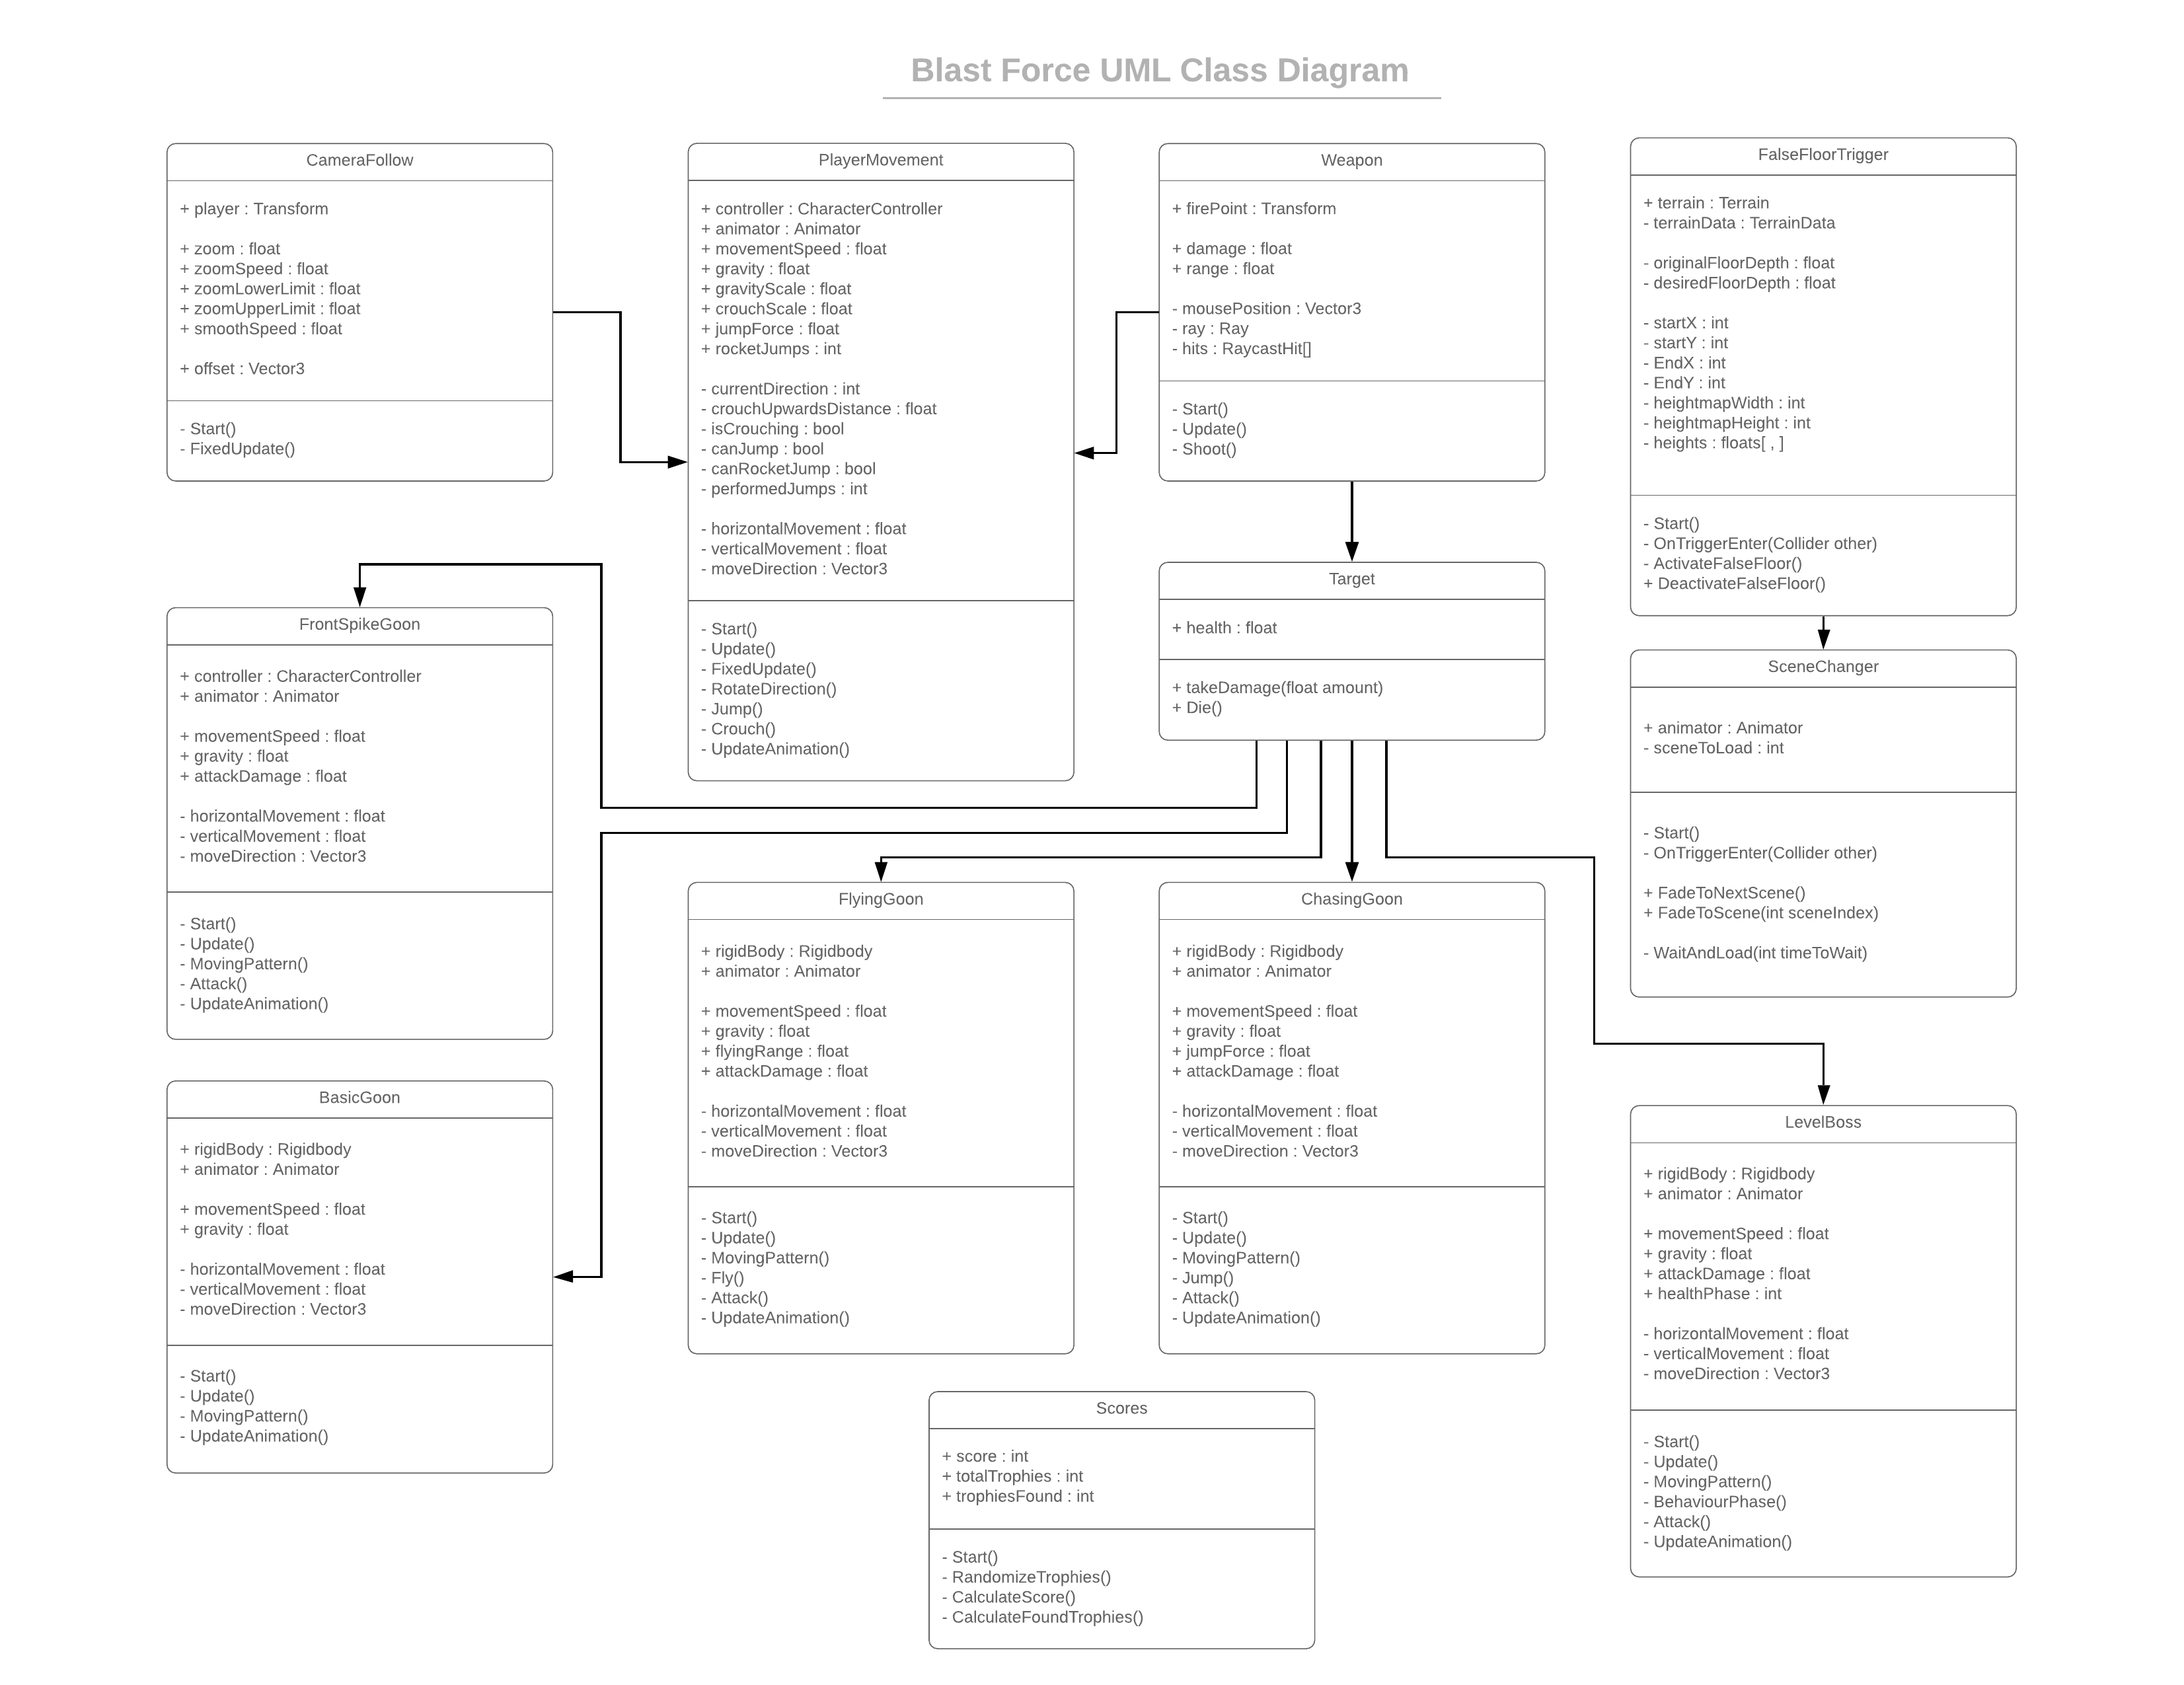 Blast Force UML Class Diagram
CameraFollow
+ player : Transform
+ zoom : float
+ zoomSpeed : float
+ zoomLowerLimit : float
+ zoomUpperLimit : float
+ smoothSpeed : float
+ offset : Vector3
- Start()
- FixedUpdate()
PlayerMovement
+ controller : CharacterController
+ animator : Animator
+ movementSpeed : float
+ gravity : float
+ gravityScale : float
+ crouchScale : float
+ jumpForce : float
+ rocketJumps : int
- currentDirection : int
- crouchUpwardsDistance : float
- isCrouching : bool
- canJump : bool
- canRocketJump : bool
- performedJumps : int
- horizontalMovement : float
- verticalMovement : float
- moveDirection : Vector3
- Start()
- Update()
- FixedUpdate()
- RotateDirection()
- Jump()
- Crouch()
- UpdateAnimation()
Weapon
+ firePoint : Transform
+ damage : float
+ range : float
- mousePosition : Vector3
- ray : Ray
- hits : RaycastHit[]
- Start()
- Update()
- Shoot()
FalseFloorTrigger
+ terrain : Terrain
- terrainData : TerrainData
- originalFloorDepth : float
- desiredFloorDepth : float
- startX : int
- startY : int
- EndX : int
- EndY : int
- heightmapWidth : int
- heightmapHeight : int
- heights : floats[ , ]
- Start()
- OnTriggerEnter(Collider other)
- ActivateFalseFloor()
+ DeactivateFalseFloor()
Target
+ health : float
+ takeDamage(float amount)
+ Die()
FrontSpikeGoon
+ controller : CharacterController
+ animator : Animator
+ movementSpeed : float
+ gravity : float
+ attackDamage : float
- horizontalMovement : float
- verticalMovement : float
- moveDirection : Vector3
- Start()
- Update()
- MovingPattern()
- Attack()
- UpdateAnimation()
SceneChanger
+ animator : Animator
- sceneToLoad : int
- Start()
- OnTriggerEnter(Collider other)
+ FadeToNextScene()
+ FadeToScene(int sceneIndex)
- WaitAndLoad(int timeToWait)
FlyingGoon
+ rigidBody : Rigidbody
+ animator : Animator
+ movementSpeed : float
+ gravity : float
+ flyingRange : float
+ attackDamage : float
- horizontalMovement : float
- verticalMovement : float
- moveDirection : Vector3
- Start()
- Update()
- MovingPattern()
- Fly()
- Attack()
- UpdateAnimation()
ChasingGoon
+ rigidBody : Rigidbody
+ animator : Animator
+ movementSpeed : float
+ gravity : float
+ jumpForce : float
+ attackDamage : float
- horizontalMovement : float
- verticalMovement : float
- moveDirection : Vector3
- Start()
- Update()
- MovingPattern()
- Jump()
- Attack()
- UpdateAnimation()
BasicGoon
+ rigidBody : Rigidbody
+ animator : Animator
+ movementSpeed : float
+ gravity : float
- horizontalMovement : float
- verticalMovement : float
- moveDirection : Vector3
- Start()
- Update()
- MovingPattern()
- UpdateAnimation()
LevelBoss
+ rigidBody : Rigidbody
+ animator : Animator
+ movementSpeed : float
+ gravity : float
+ attackDamage : float
+ healthPhase : int
- horizontalMovement : float
- verticalMovement : float
- moveDirection : Vector3
- Start()
- Update()
- MovingPattern()
- BehaviourPhase()
- Attack()
- UpdateAnimation()
Scores
+ score : int
+ totalTrophies : int
+ trophiesFound : int
- Start()
- RandomizeTrophies()
- CalculateScore()
- CalculateFoundTrophies()